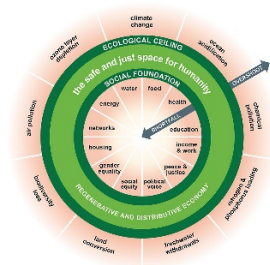 climate
change
ocean
acidification
chemical
pollution
nitrogen &
phosphorus loading
freshwater
withdrawals
land
conversion
biodiversity
loss
air pollution
ozone layer
depletion
ECOLOGICAL CEILING
the safe and just space for humanity
SOCIAL FOUNDATION
OVERSHOOT
SHORTFALL
water
food
health
education
income
& work
peace &
justice
political
voice
social
equity
gender
equality
housing
networks
energy
REGENERATIVE AND DISTRIBUTIVE ECONOMY